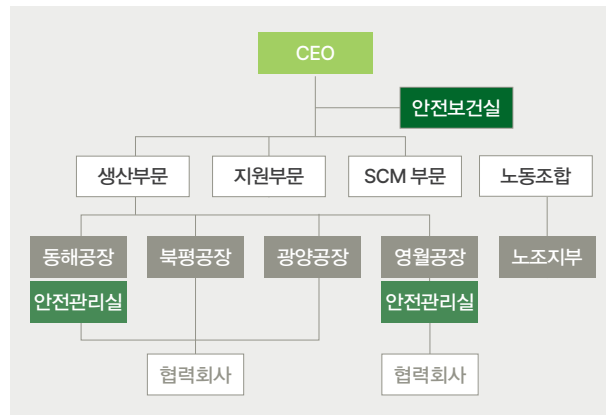 CEO
안전보건실
생산부문
지원부문
SCM 부문
노동조합
동해공장
북평공장
광양공장
영월공장
노조지부
안전관리실
안전관리실
협력회사
협력회사